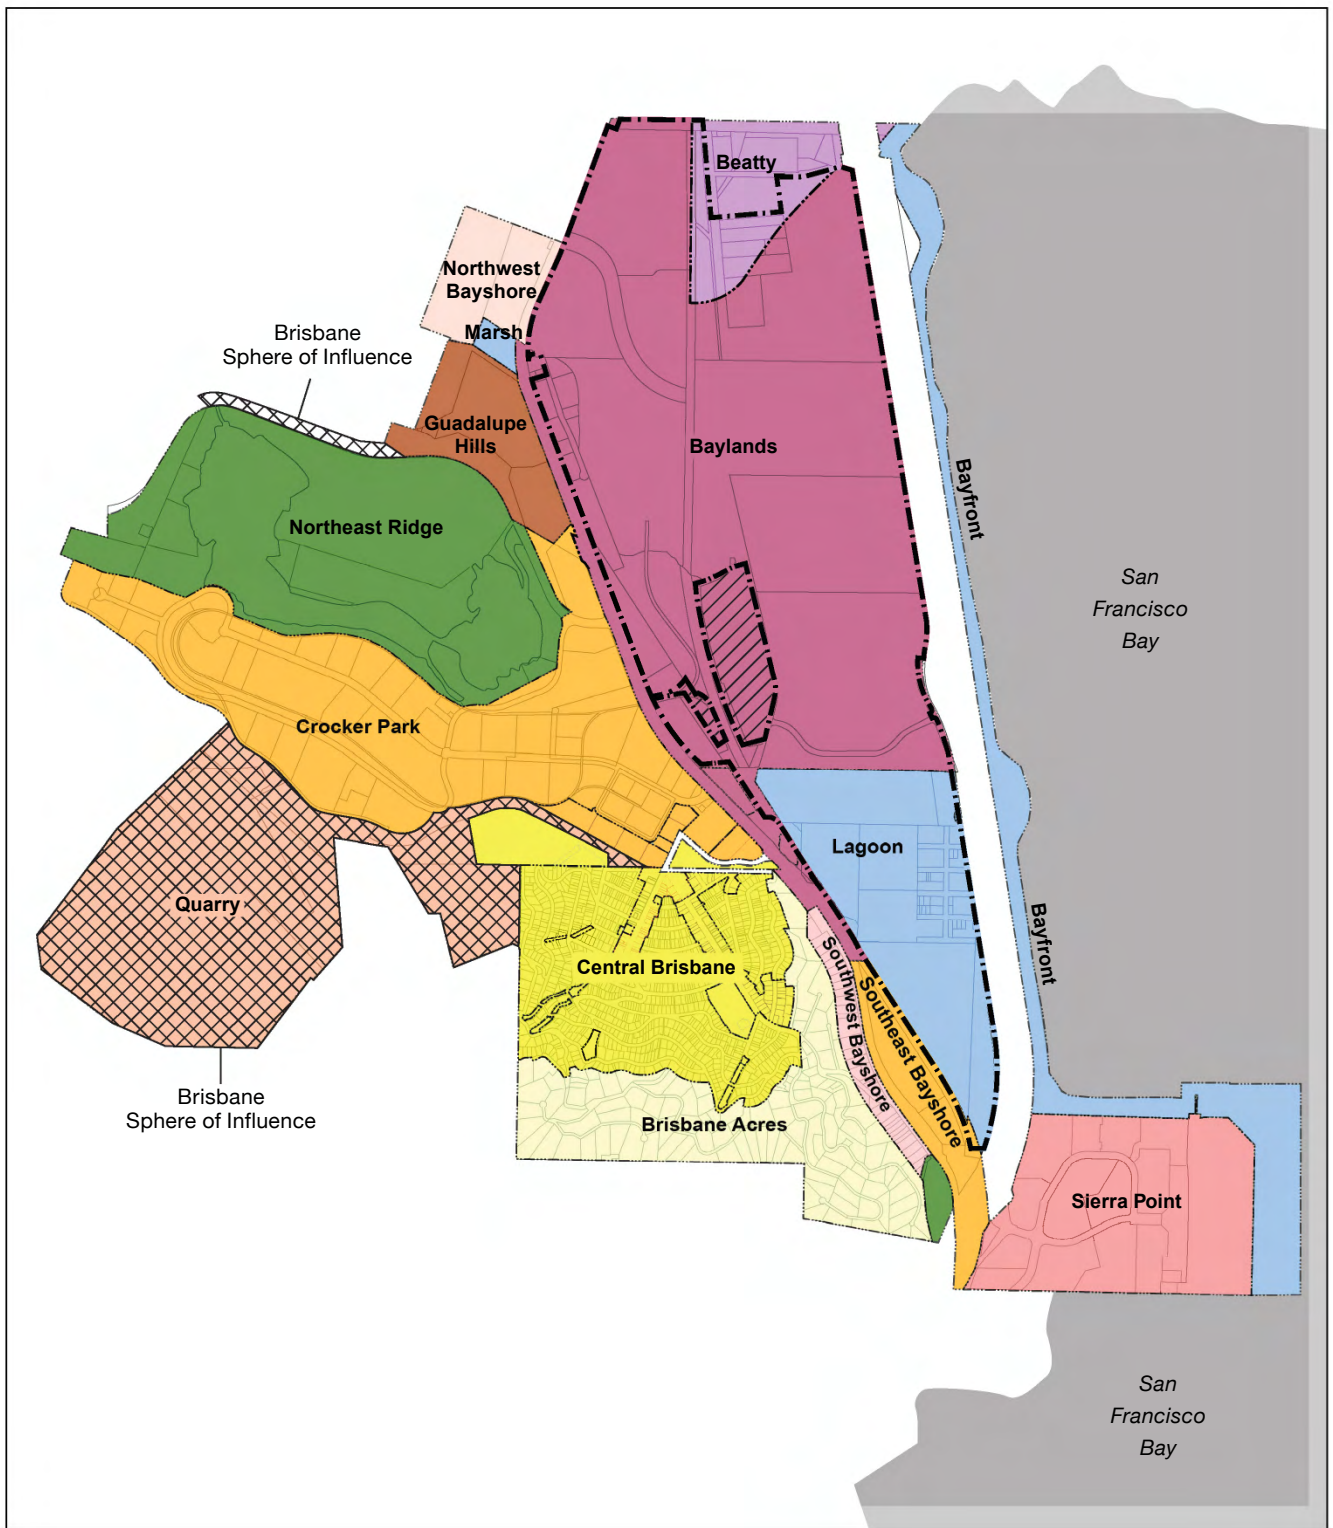 Beatty
Northwest
Bayshore
Marsh
Brisbane
Sphere of Influence
Guadalupe
Hills
Baylands
Bayfront
Northeast Ridge
San
Francisco
Bay
Crocker Park
Lagoon
Quarry
Bayfront
Central Brisbane
Southwest Bayshore
Southeast Bayshore
Brisbane
Sphere of Influence
Brisbane Acres
Sierra Point
San
Francisco
Bay